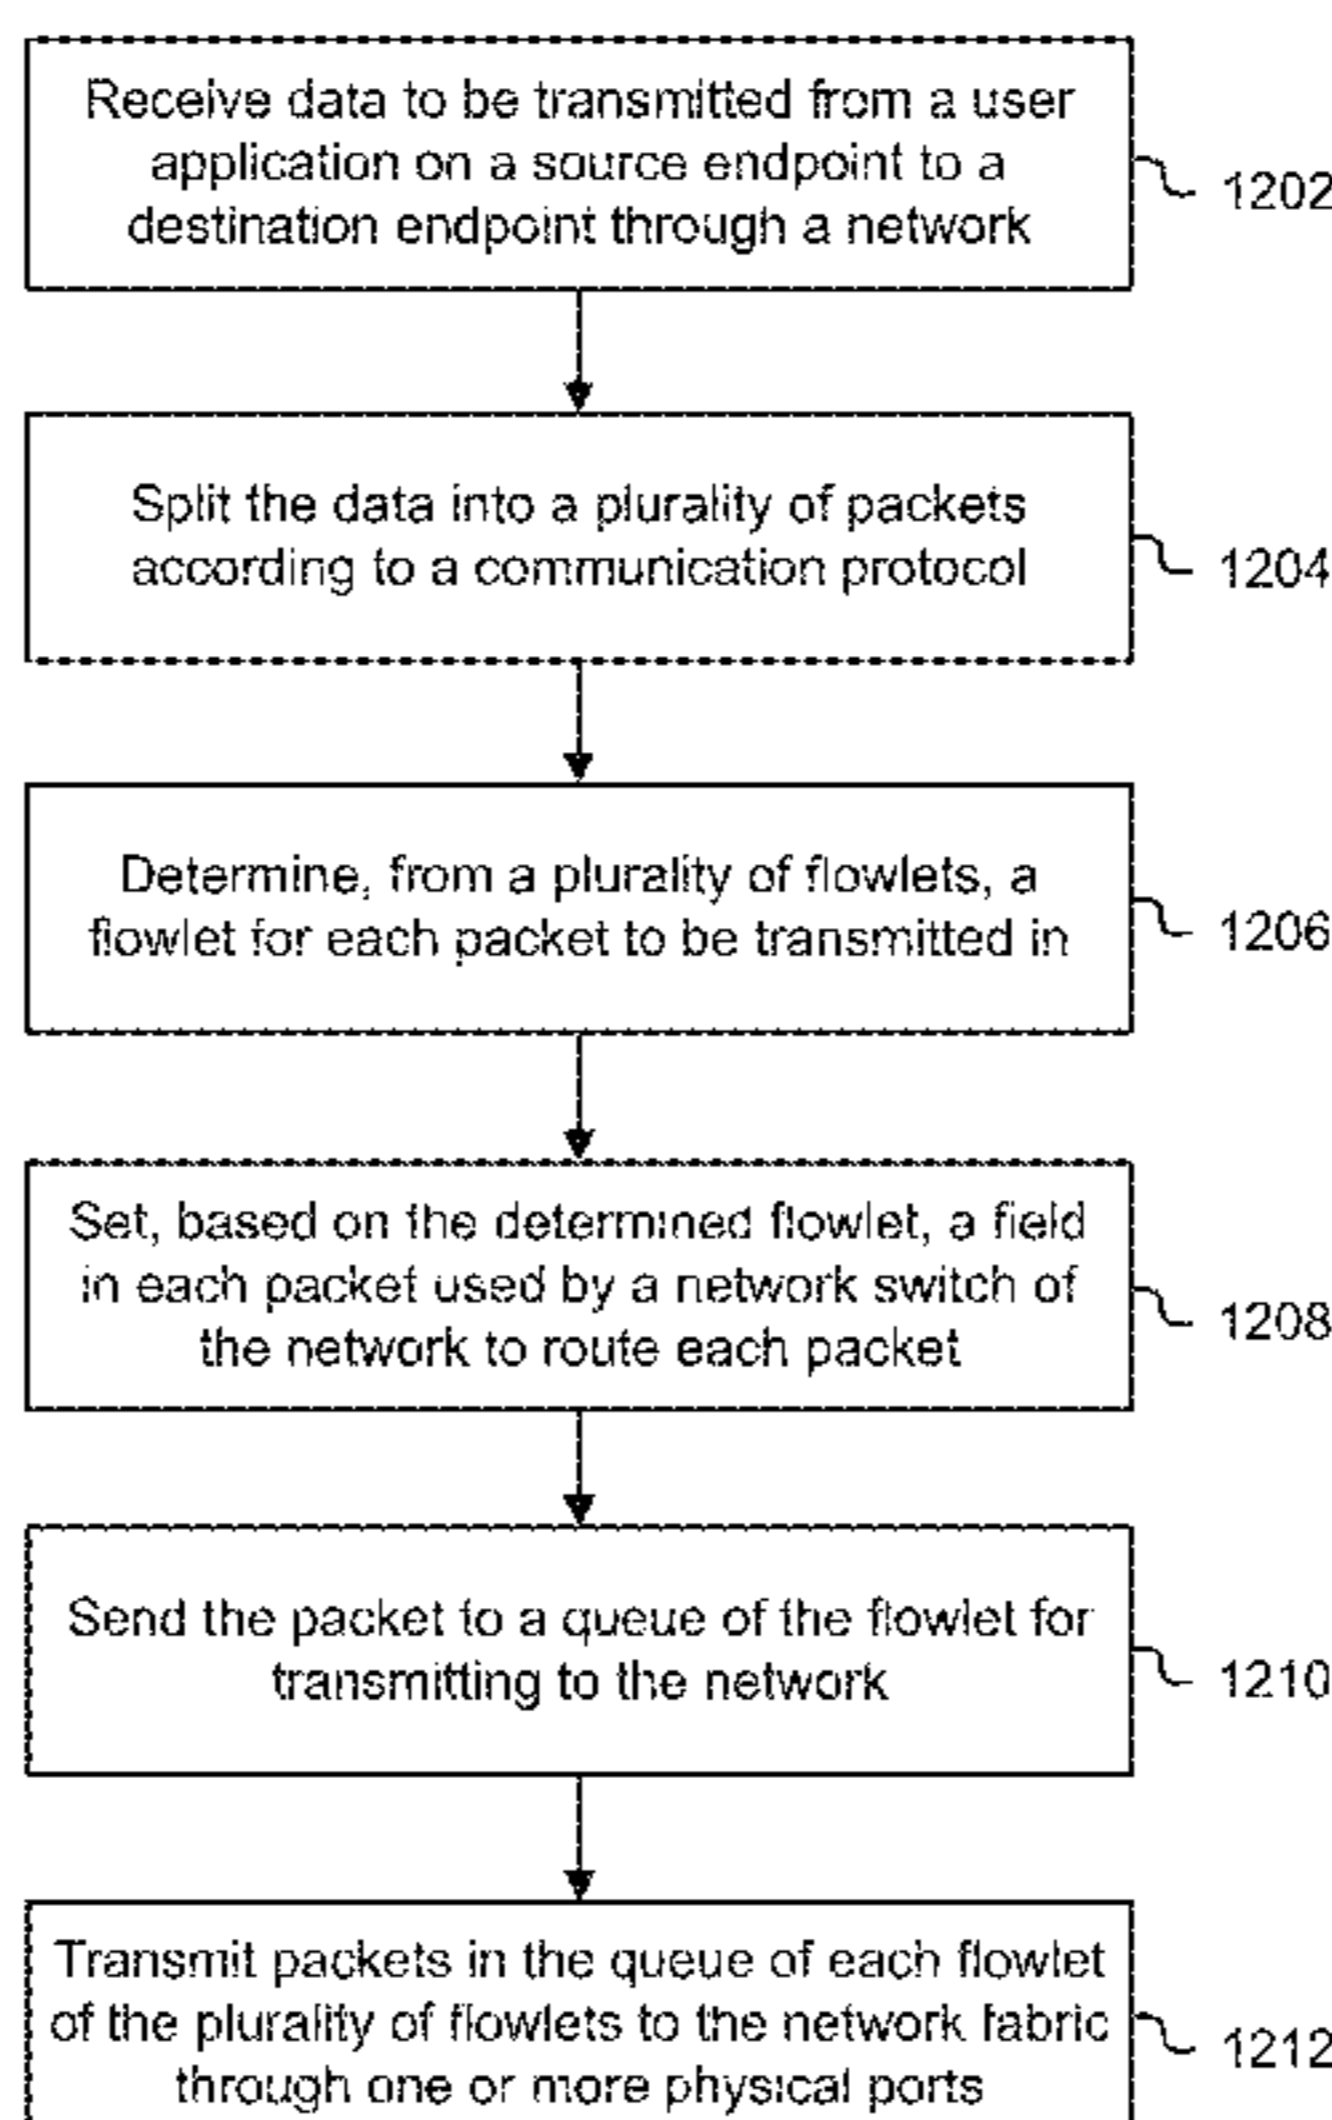 Receive data to be transmitted from a user
application on a source endpoint to a
destination endpoint through a network
1202
Split the data into a plurality of packets
according to a communication protocol
1204
Determine, from a plurality of flowlets, a
flowlet for each packet to be transmitted in
1206
Set, based on the determined flowlet, a field
in each packet used by a network switch of
the network to route each packet
1208
Send the packet to a queue of the flowlet for
transmitting to the network
1210
Transmit packets in the queue of each flowlet
of the plurality of flowlets to the network fabric
through one or more physical ports
1212